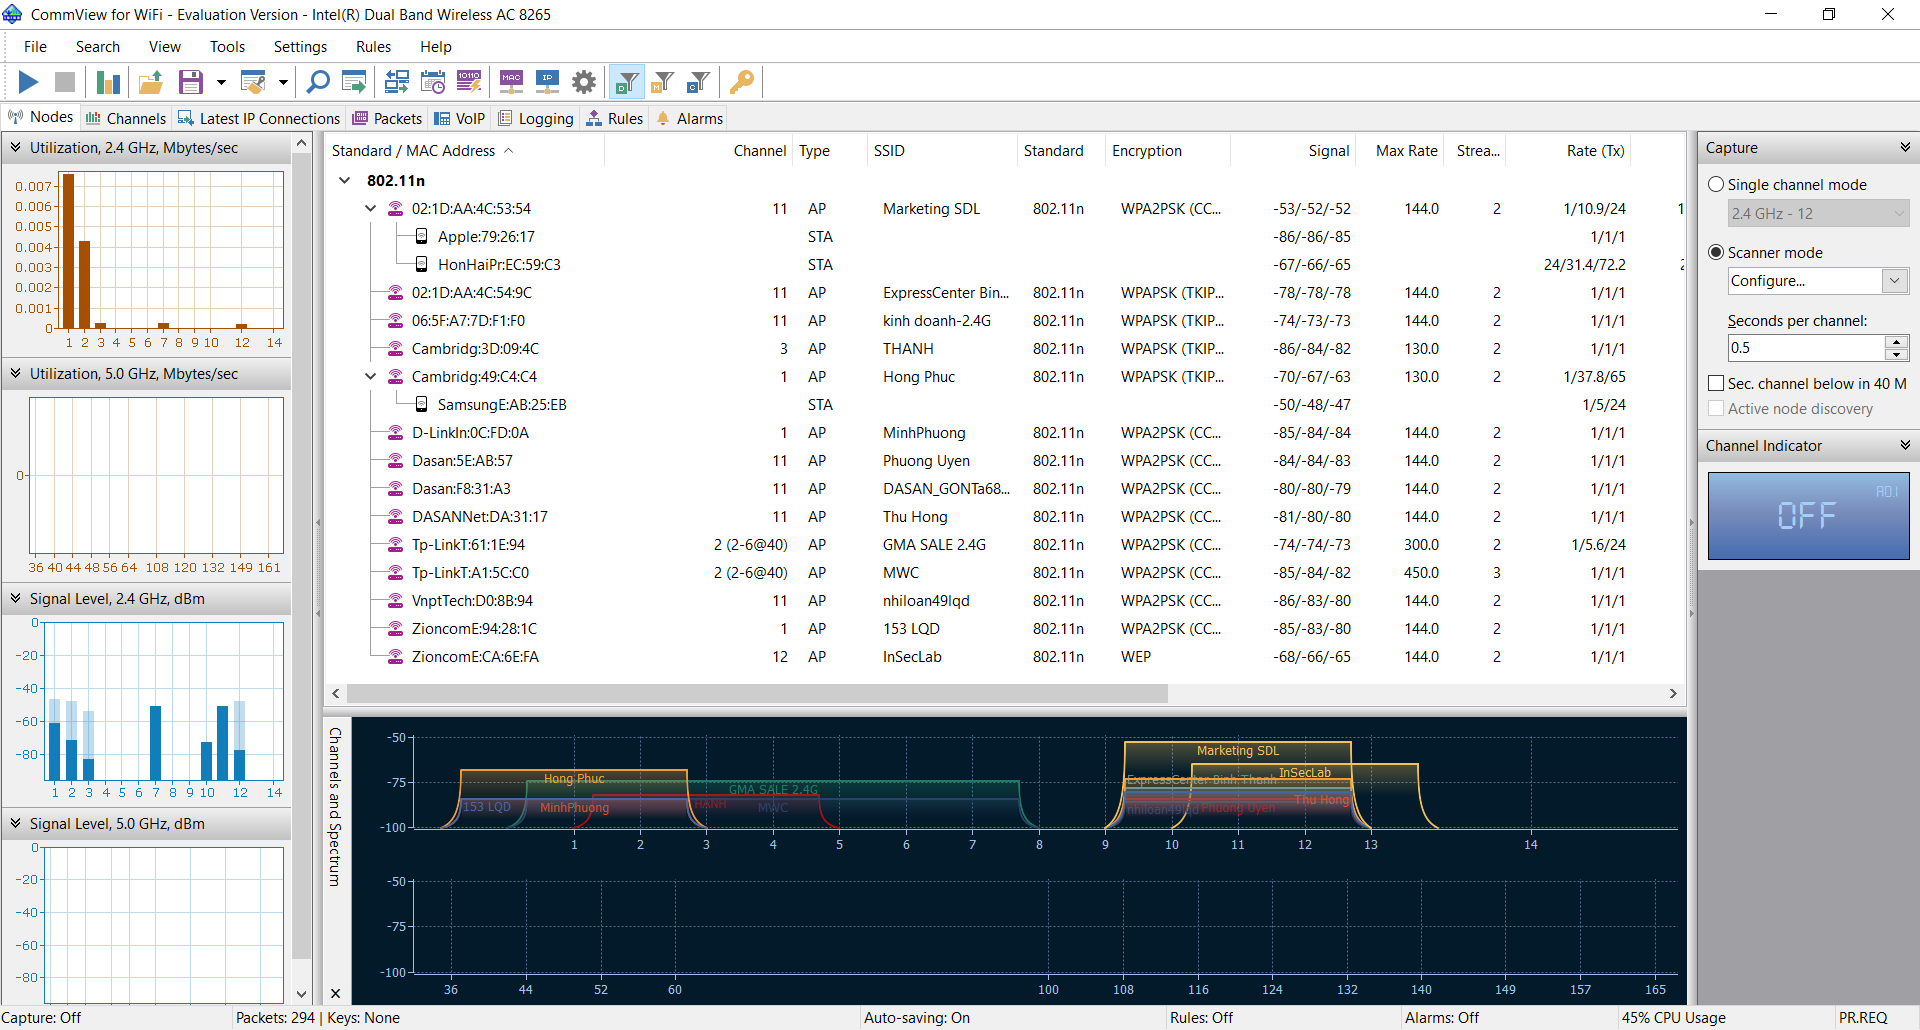 CommView for WiFi - Evaluation Version - Intel(R) Dual Band Wireless AC 8265
File Search View Tools Settings Rules Help
Nodes Channels Latest IP Connections Packets VoIP Logging Rules Alarms
Utilization, 2.4 GHz, Mbytes/sec
0.007
0.006
0.005
0.004
0.003
0.002
0.001
0
1 2 3 4 5 6 7 8 9 10 12 14
Utilization, 5.0 GHz, Mbytes/sec
0
36 40 44 48 56 64 108 120 132 149 161
Signal Level, 2.4 GHz, dBm
0
-20
-40
-60
-80
1 2 3 4 5 6 7 8 9 10 12 14
Signal Level, 5.0 GHz, dBm
0
-20
-40
-60
-80
Standard / MAC Address Channel Type SSID Standard Encryption Signal Max Rate Strea... Rate (Tx)
802.11n
02:1D:AA:4C:53:54 11 AP Marketing SDL 802.11n WPA2PSK (CC... -53/-52/-52 144.0 2 1/10.9/24 1
Apple:79:26:17 STA -86/-86/-85 1/1/1
HonHaiPr:EC:59:C3 STA -67/-66/-65 24/31.4/72.2 2
02:1D:AA:4C:54:9C 11 AP ExpressCenter Bin... 802.11n WPAPSK (TKIP... -78/-78/-78 144.0 2 1/1/1
06:5F:A7:7D:F1:F0 11 AP kinh doanh-2.4G 802.11n WPAPSK (TKIP... -74/-73/-73 144.0 2 1/1/1
Cambridg:3D:09:4C 3 AP THANH 802.11n WPAPSK (TKIP... -86/-84/-82 130.0 2 1/1/1
Cambridg:49:C4:C4 1 AP Hong Phuc 802.11n WPAPSK (TKIP... -70/-67/-63 130.0 2 1/37.8/65
SamsungE:AB:25:EB STA -50/-48/-47 1/5/24
D-LinkIn:0C:FD:0A 1 AP MinhPhuong 802.11n WPA2PSK (CC... -85/-84/-84 144.0 2 1/1/1
Dasan:5E:AB:57 11 AP Phuong Uyen 802.11n WPA2PSK (CC... -84/-84/-83 144.0 2 1/1/1
Dasan:F8:31:A3 11 AP DASAN_GONTa68... 802.11n WPA2PSK (CC... -80/-80/-79 144.0 2 1/1/1
DASANNet:DA:31:17 11 AP Thu Hong 802.11n WPA2PSK (CC... -81/-80/-80 144.0 2 1/1/1
Tp-LinkT:61:1E:94 2 (2-6@40) AP GMA SALE 2.4G 802.11n WPA2PSK (CC... -74/-74/-73 300.0 2 1/5.6/24
Tp-LinkT:A1:5C:C0 2 (2-6@40) AP MWC 802.11n WPA2PSK (CC... -85/-84/-82 450.0 3 1/1/1
VnptTech:D0:8B:94 11 AP nhiloan49lqd 802.11n WPA2PSK (CC... -86/-83/-80 144.0 2 1/1/1
ZioncomE:94:28:1C 1 AP 153 LQD 802.11n WPA2PSK (CC... -85/-83/-80 144.0 2 1/1/1
ZioncomE:CA:6E:FA 12 AP InSecLab 802.11n WEP -68/-66/-65 144.0 2 1/1/1
Channels and Spectrum
-50
-75
-100
Marketing SDL
InSecLab
Hong Phuc
ExpressCenter Binh Thanh
GMA SALE 2.4G
Thu Hong
153 LQD MinhPhuong HANH MWC nhiloan49lqd Phuong Uyen
1 2 3 4 5 6 7 8 9 10 11 12 13 14
-50
-75
-100
36 44 52 60 100 108 116 124 132 140 149 157 165
Capture
Single channel mode
2.4 GHz - 12
Scanner mode
Configure...
Seconds per channel:
0.5
Sec. channel below in 40 M
Active node discovery
Channel Indicator
OFF
Capture: Off Packets: 294 | Keys: None Auto-saving: On Rules: Off Alarms: Off 45% CPU Usage PR.REQ